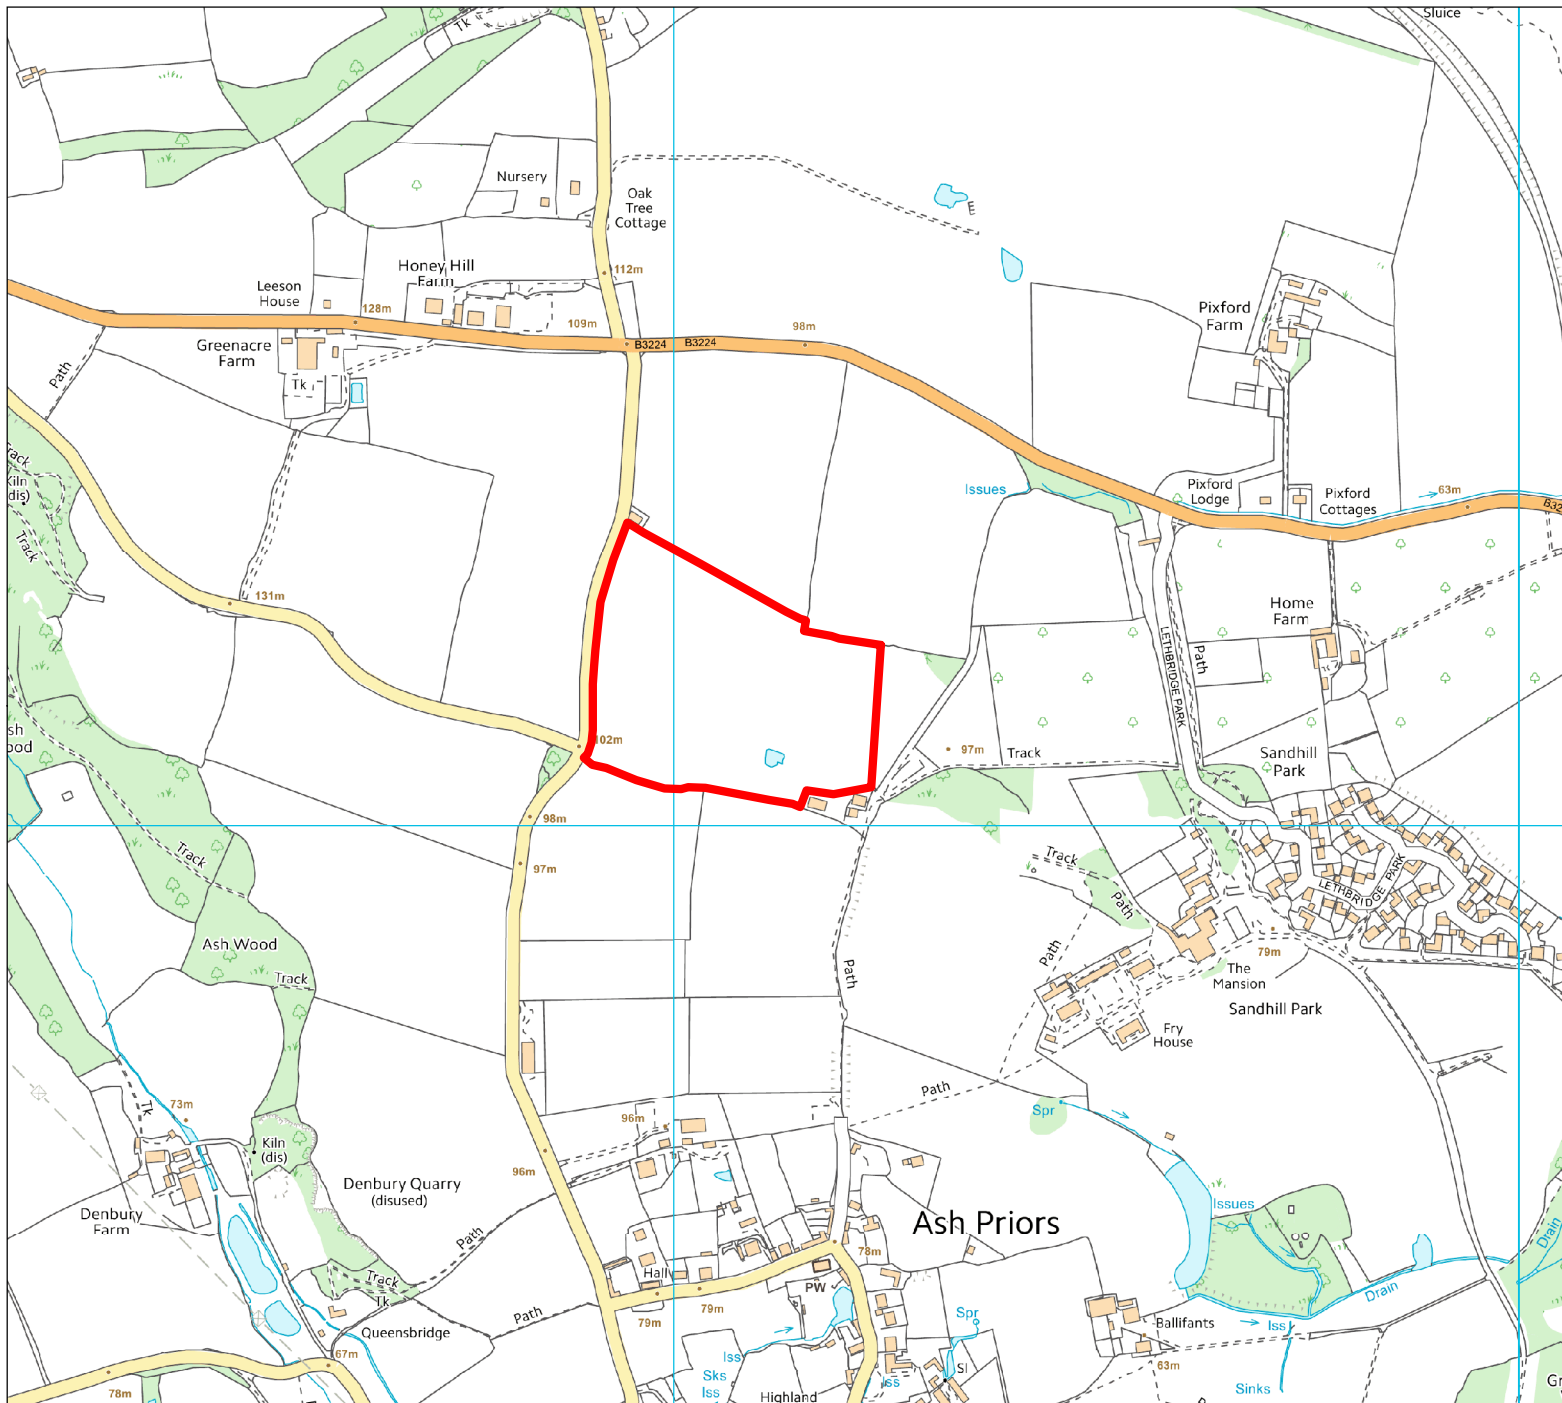 Sluice
Tk
Nursery
Oak
Tree
Cottage
E
112m
Honey Hill
Farm
Leeson
House
128m
109m
98m
B3224
B3224
Pixford
Farm
Greenacre
Farm
Tk
Path
Track
Kiln
(dis)
Track
Issues
Pixford
Lodge
Pixford
Cottages
63m
131m
Home
Farm
LETHBRIDGE PARK
Path
102m
97m
Track
Sandhill
Park
98m
97m
Track
Track
Path
LETHBRIDGE PARK
Ash Wood
Track
Path
Path
79m
The
Mansion
Sandhill Park
Fry
House
Path
Spr
73m
Tk
96m
Kiln
(dis)
96m
Denbury Quarry
(disused)
Denbury
Farm
Ash Priors
Issues
Drain
Path
78m
Hall
Track
Tk
PW
Drain
79m
79m
Path
Queensbridge
67m
Spr
Ballifants
Iss
Iss
Sks
Iss
Iss
Sl
63m
78m
Sinks
Highland